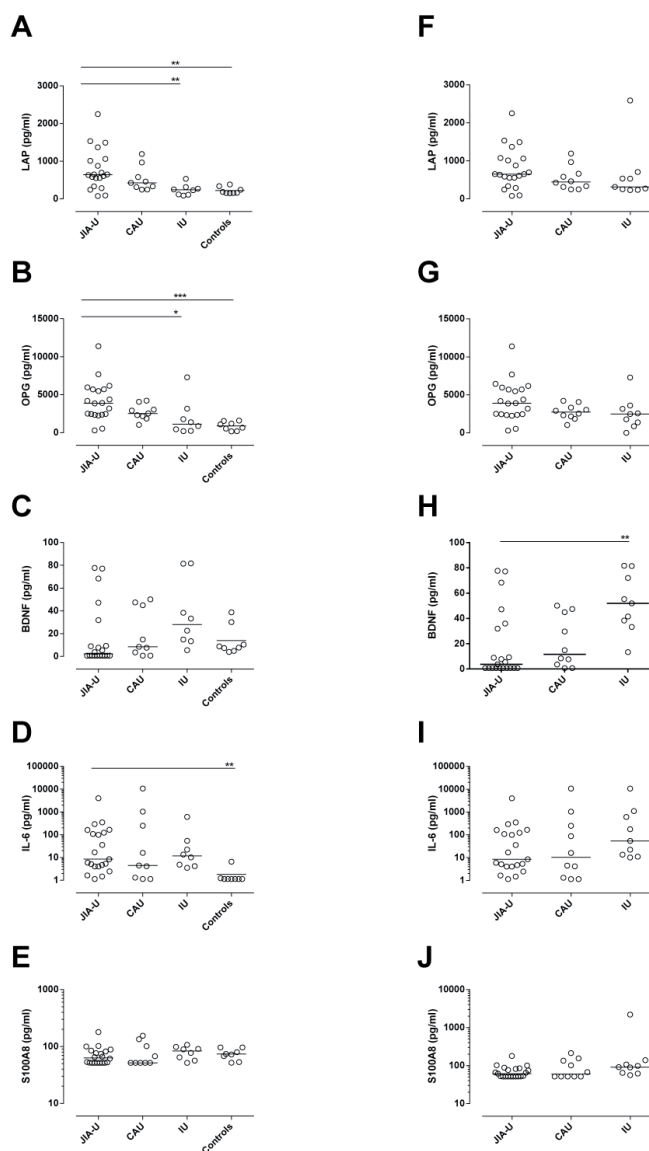 A
**
**
LAP (pg/ml)
3000
2000
1000
0
JIA-U
CAU
IU
Controls
F
LAP (pg/ml)
3000
2000
1000
0
JIA-U
CAU
IU
B
***
*
OPG (pg/ml)
15000
10000
5000
0
JIA-U
CAU
IU
Controls
G
OPG (pg/ml)
15000
10000
5000
0
JIA-U
CAU
IU
C
BDNF (pg/ml)
100
80
60
40
20
0
JIA-U
CAU
IU
Controls
H
**
BDNF (pg/ml)
100
80
60
40
20
0
JIA-U
CAU
IU
D
**
IL-6 (pg/ml)
100000
10000
1000
100
10
1
JIA-U
CAU
IU
Controls
I
IL-6 (pg/ml)
100000
10000
1000
100
10
1
JIA-U
CAU
IU
E
S100A8 (pg/ml)
1000
100
10
JIA-U
CAU
IU
Controls
J
S100A8 (pg/ml)
10000
1000
100
10
JIA-U
CAU
IU